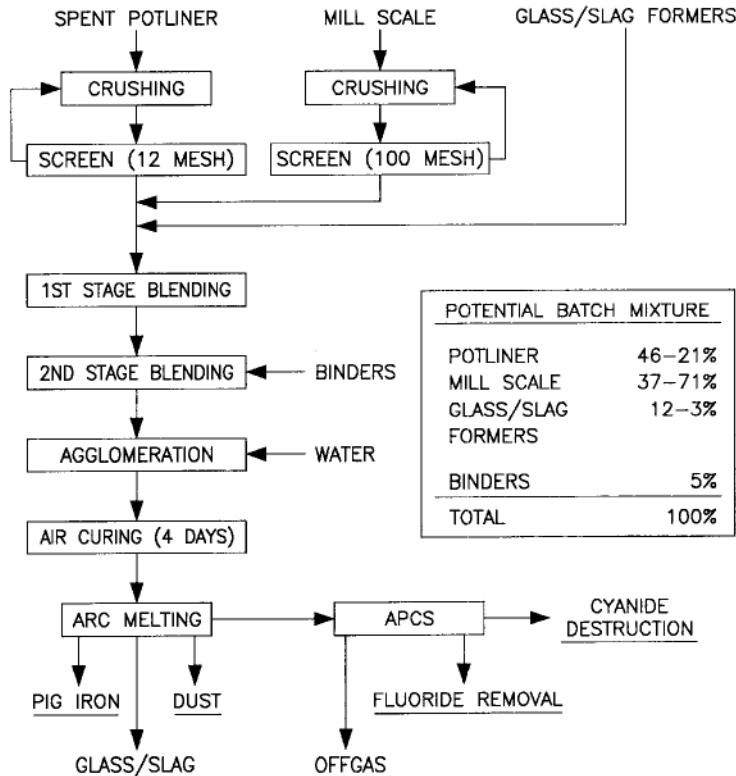 SPENT POTLINER
MILL SCALE
GLASS/SLAG FORMERS
CRUSHING
CRUSHING
SCREEN (12 MESH)
SCREEN (100 MESH)
1ST STAGE BLENDING
2ND STAGE BLENDING
BINDERS
AGGLOMERATION
WATER
AIR CURING (4 DAYS)
POTENTIAL BATCH MIXTURE
POTLINER 46-21%
MILL SCALE 37-71%
GLASS/SLAG 12-3%
FORMERS
BINDERS 5%
TOTAL 100%
ARC MELTING
APCS
CYANIDE
DESTRUCTION
PIG IRON
DUST
FLUORIDE REMOVAL
GLASS/SLAG
OFFGAS